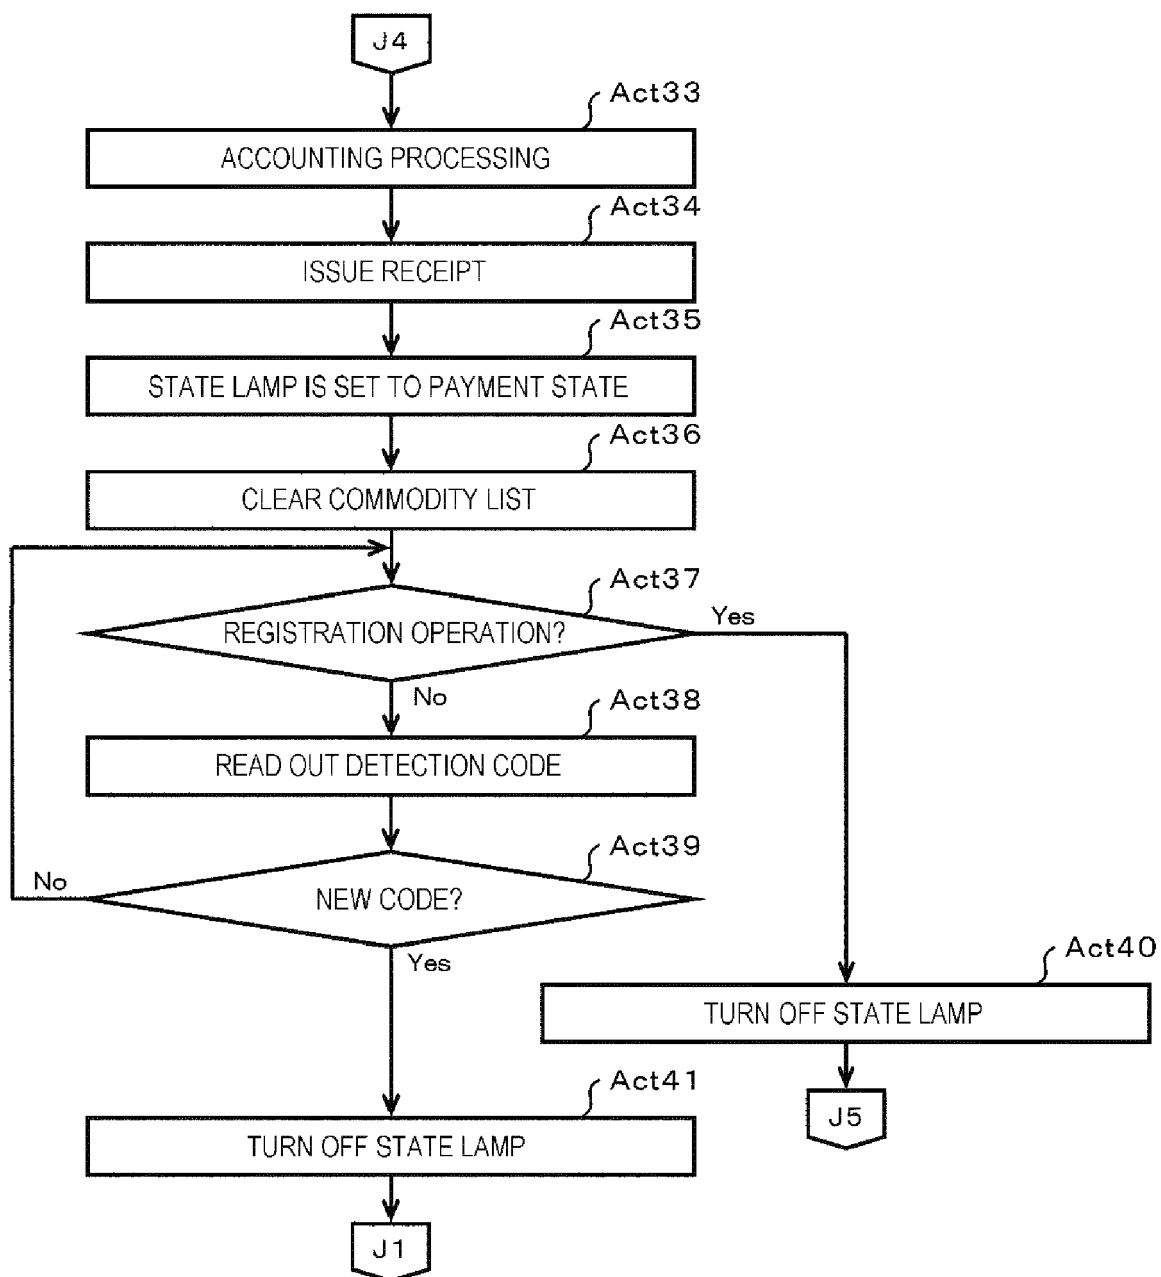 J4
Act33
ACCOUNTING PROCESSING
Act34
ISSUE RECEIPT
Act35
STATE LAMP IS SET TO PAYMENT STATE
Act36
CLEAR COMMODITY LIST
Act37
REGISTRATION OPERATION?
Yes
No
Act38
READ OUT DETECTION CODE
Act39
NEW CODE?
No
Yes
Act40
TURN OFF STATE LAMP
J5
Act41
TURN OFF STATE LAMP
J1